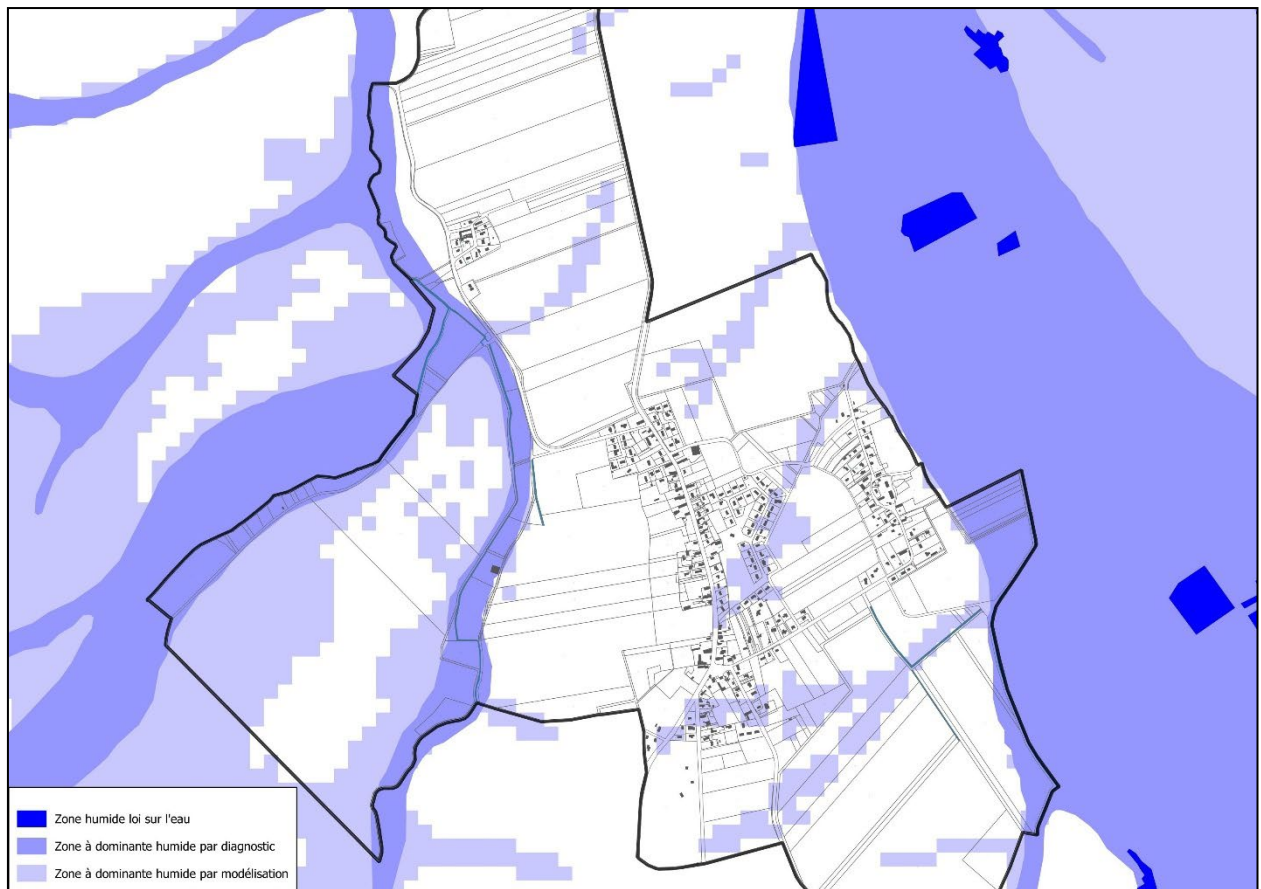 Zone humide loi sur l'eau
Zone à dominante humide par diagnostic
Zone à dominante humide par modélisation